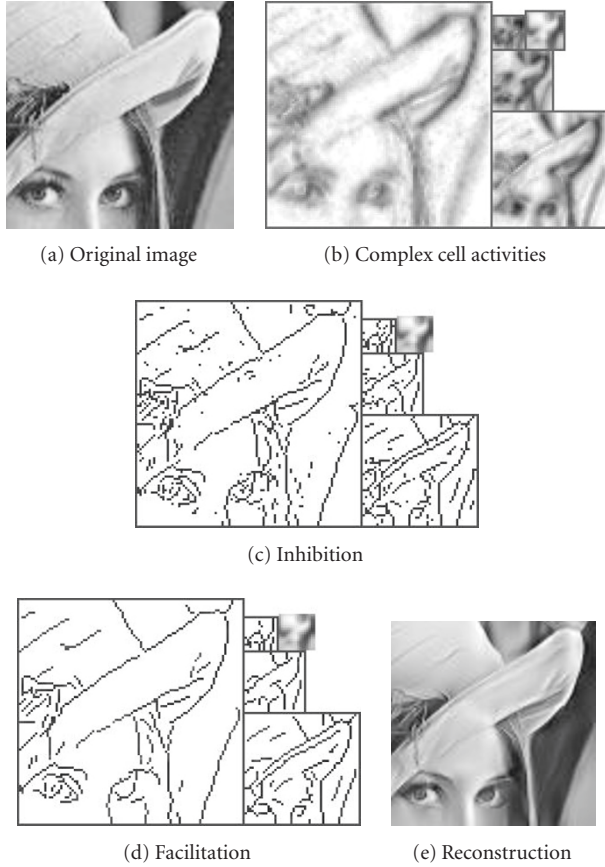 (a) Original image
(b) Complex cell activities
(c) Inhibition
(d) Facilitation
(e) Reconstruction